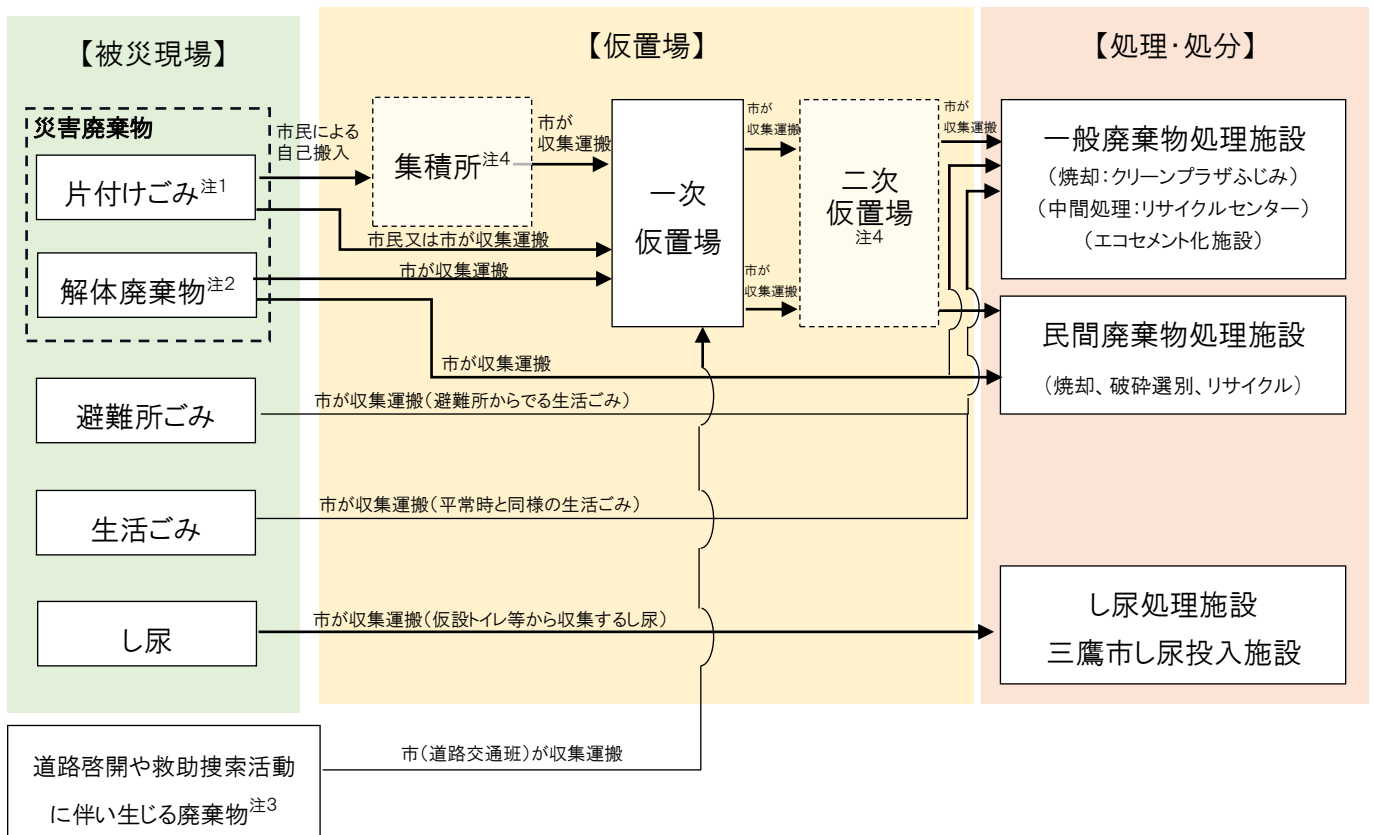 【被災現場】
【仮置場】
【処理・処分】
災害廃棄物
片付けごみ注1
解体廃棄物注2
避難所ごみ
生活ごみ
し尿
道路啓開や救助捜索活動
に伴い生じる廃棄物注3
市民による
自己搬入
集積所注4
市が
収集運搬
市民又は市が収集運搬
市が収集運搬
市が収集運搬
市が収集運搬(避難所からでる生活ごみ)
市が収集運搬(平常時と同様の生活ごみ)
市が収集運搬(仮設トイレ等から収集するし尿)
市(道路交通班)が収集運搬
一次
仮置場
市が
収集運搬
市が
収集運搬
二次
仮置場
注4
市が
収集運搬
一般廃棄物処理施設
(焼却:クリーンプラザふじみ)
(中間処理:リサイクルセンター)
(エコセメント化施設)
民間廃棄物処理施設
(焼却、破砕選別、リサイクル)
し尿処理施設
三鷹市し尿投入施設